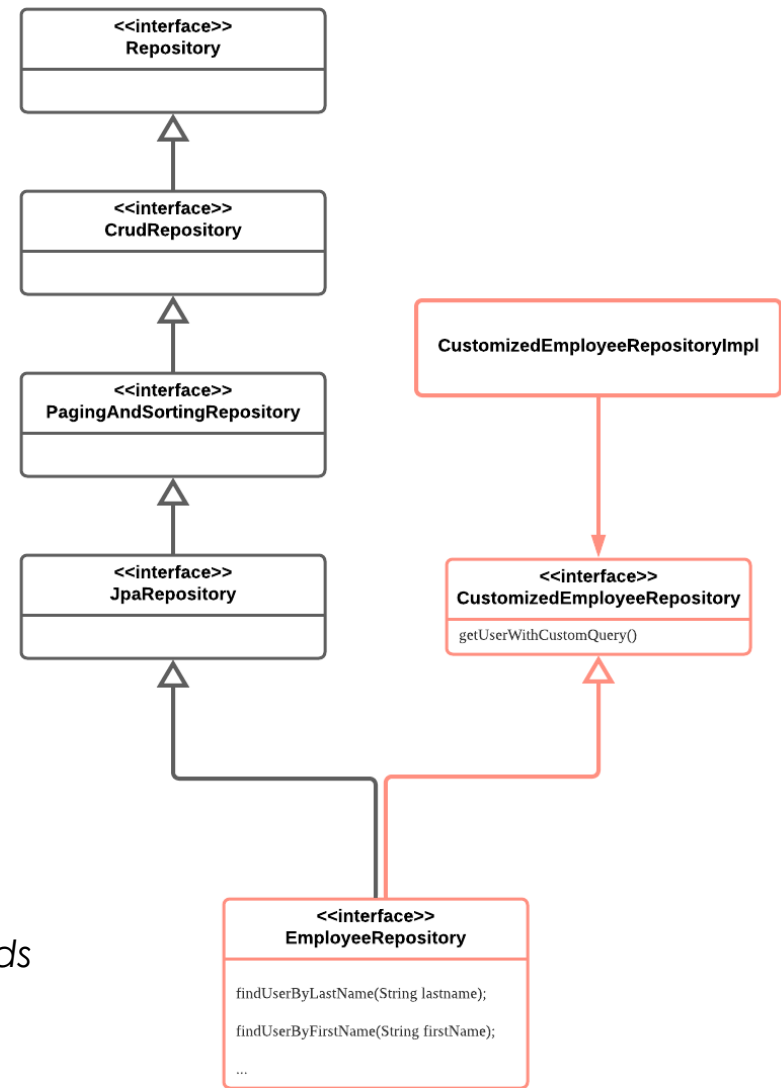 <<interface>>
Repository
<<interface>>
CrudRepository
<<interface>>
PagingAndSortingRepository
<<interface>>
JpaRepository
CustomizedEmployeeRepositoryImpl
<<interface>>
CustomizedEmployeeRepository
getUserWithCustomQuery()
<<interface>>
EmployeeRepository
findUserByLastName(String lastname);
findUserByFirstName(String firstName);
...
ds